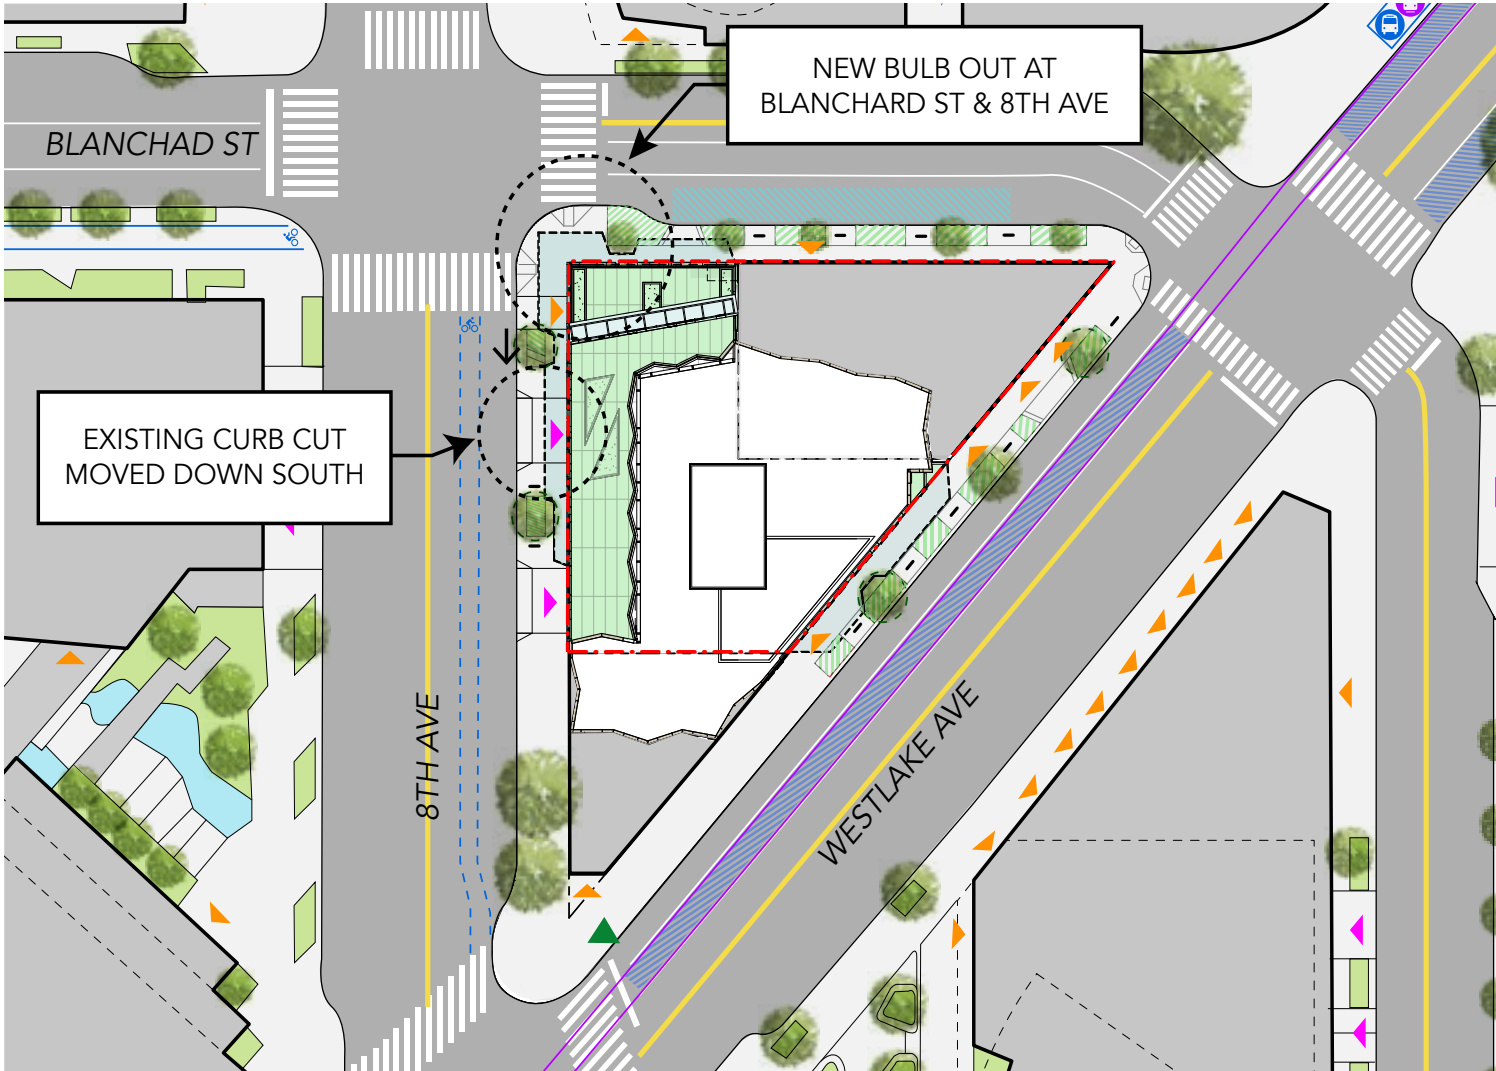 NEW BULB OUT AT
BLANCHARD ST & 8TH AVE
BLANCHAD ST
EXISTING CURB CUT
MOVED DOWN SOUTH
8TH AVE
WESTLAKE AVE